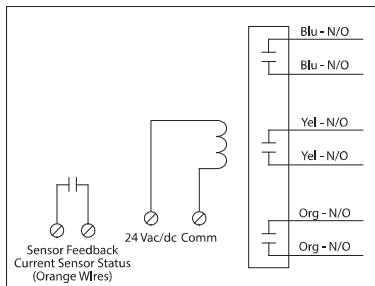 Blu - N/O
Blu - N/O
Yel - N/O
Yel - N/O
Org - N/O
Org - N/O
24 Vac/dc Comm
Sensor Feedback
Current Sensor Status
(Orange WIres)